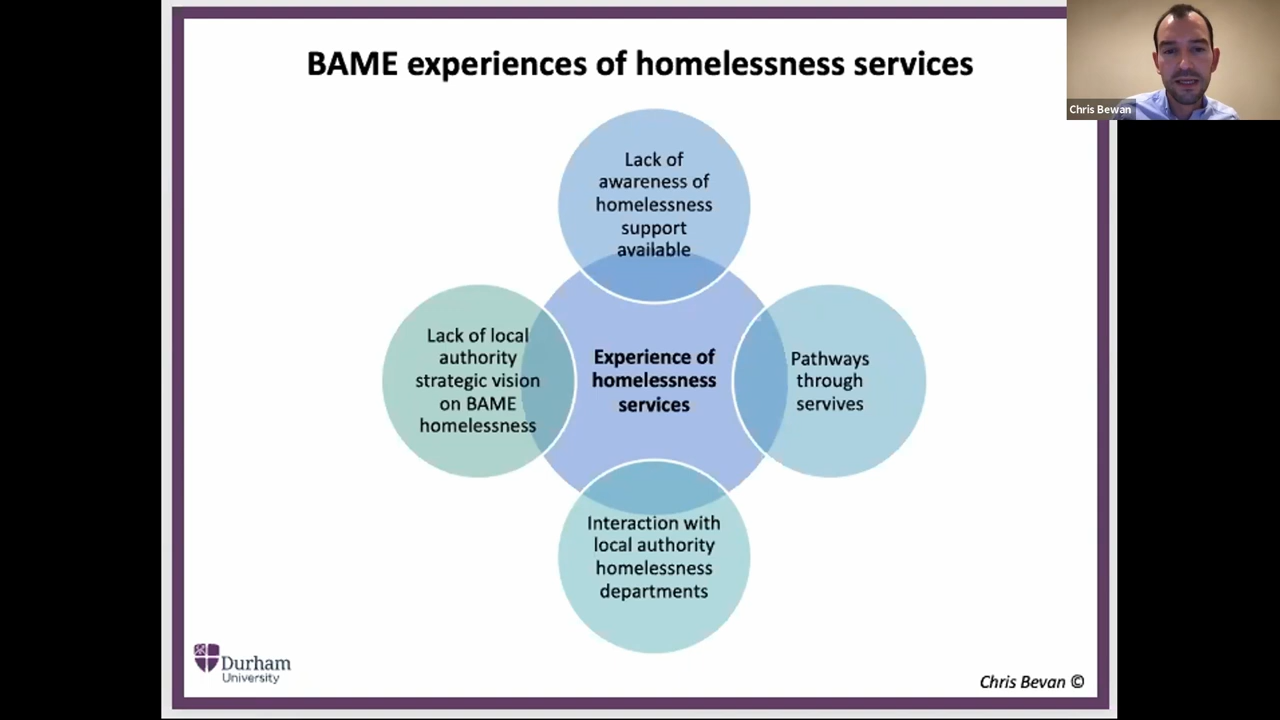 BAME experiences of homelessness services
Chris Bewan
Lack of
awareness of
homelessness
support
available
Lack of local
authority
strategic vision
on BAME
homelessness
Experience of
homelessness
services
Pathways
through
servives
Interaction with
local authority
homelessness
departments
Durham
University
Chris Bevan ©